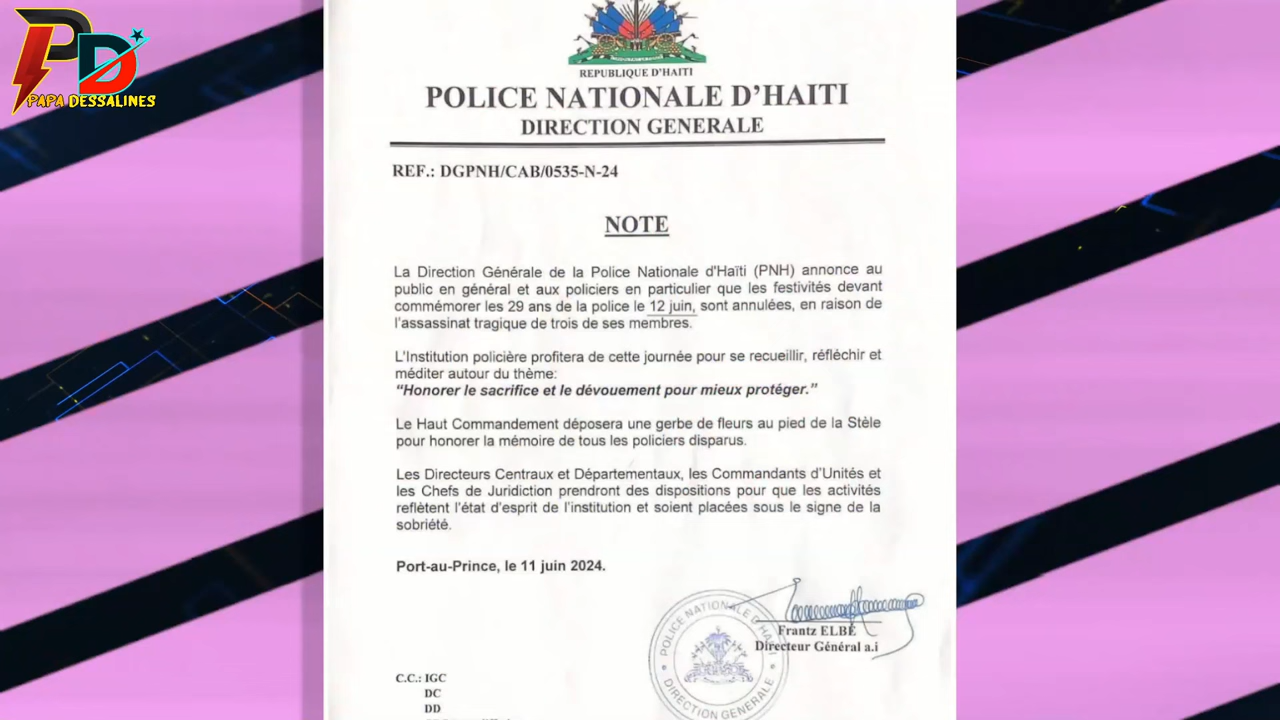 PD
PAPA DESSALINES
REPUBLIQUE D'HAITI
POLICE NATIONALE D'HAITI
DIRECTION GENERALE
REF.: DGPNH/CAB/0535-N-24
NOTE
La Direction Générale de la Police Nationale d'Haïti (PNH) annonce au
public en général et aux policiers en particulier que les festivités devant
commémorer les 29 ans de la police le 12 juin, sont annulées, en raison de
l'assassinat tragique de trois de ses membres.
L'Institution policière profitera de cette journée pour se recueillir, réfléchir et
méditer autour du thème:
“Honorer le sacrifice et le dévouement pour mieux protéger.”
Le Haut Commandement déposera une gerbe de fleurs au pied de la Stèle
pour honorer la mémoire de tous les policiers disparus.
Les Directeurs Centraux et Départementaux, les Commandants d'Unités et
les Chefs de Juridiction prendront des dispositions pour que les activités
reflètent l'état d'esprit de l'institution et soient placées sous le signe de la
sobriété.
Port-au-Prince, le 11 juin 2024.
POLICE NATIONALE D'HAITI
DIRECTION GENERALE
Frantz ELBÉ
Directeur Général a.i
C.C.: IGC
DC
DD